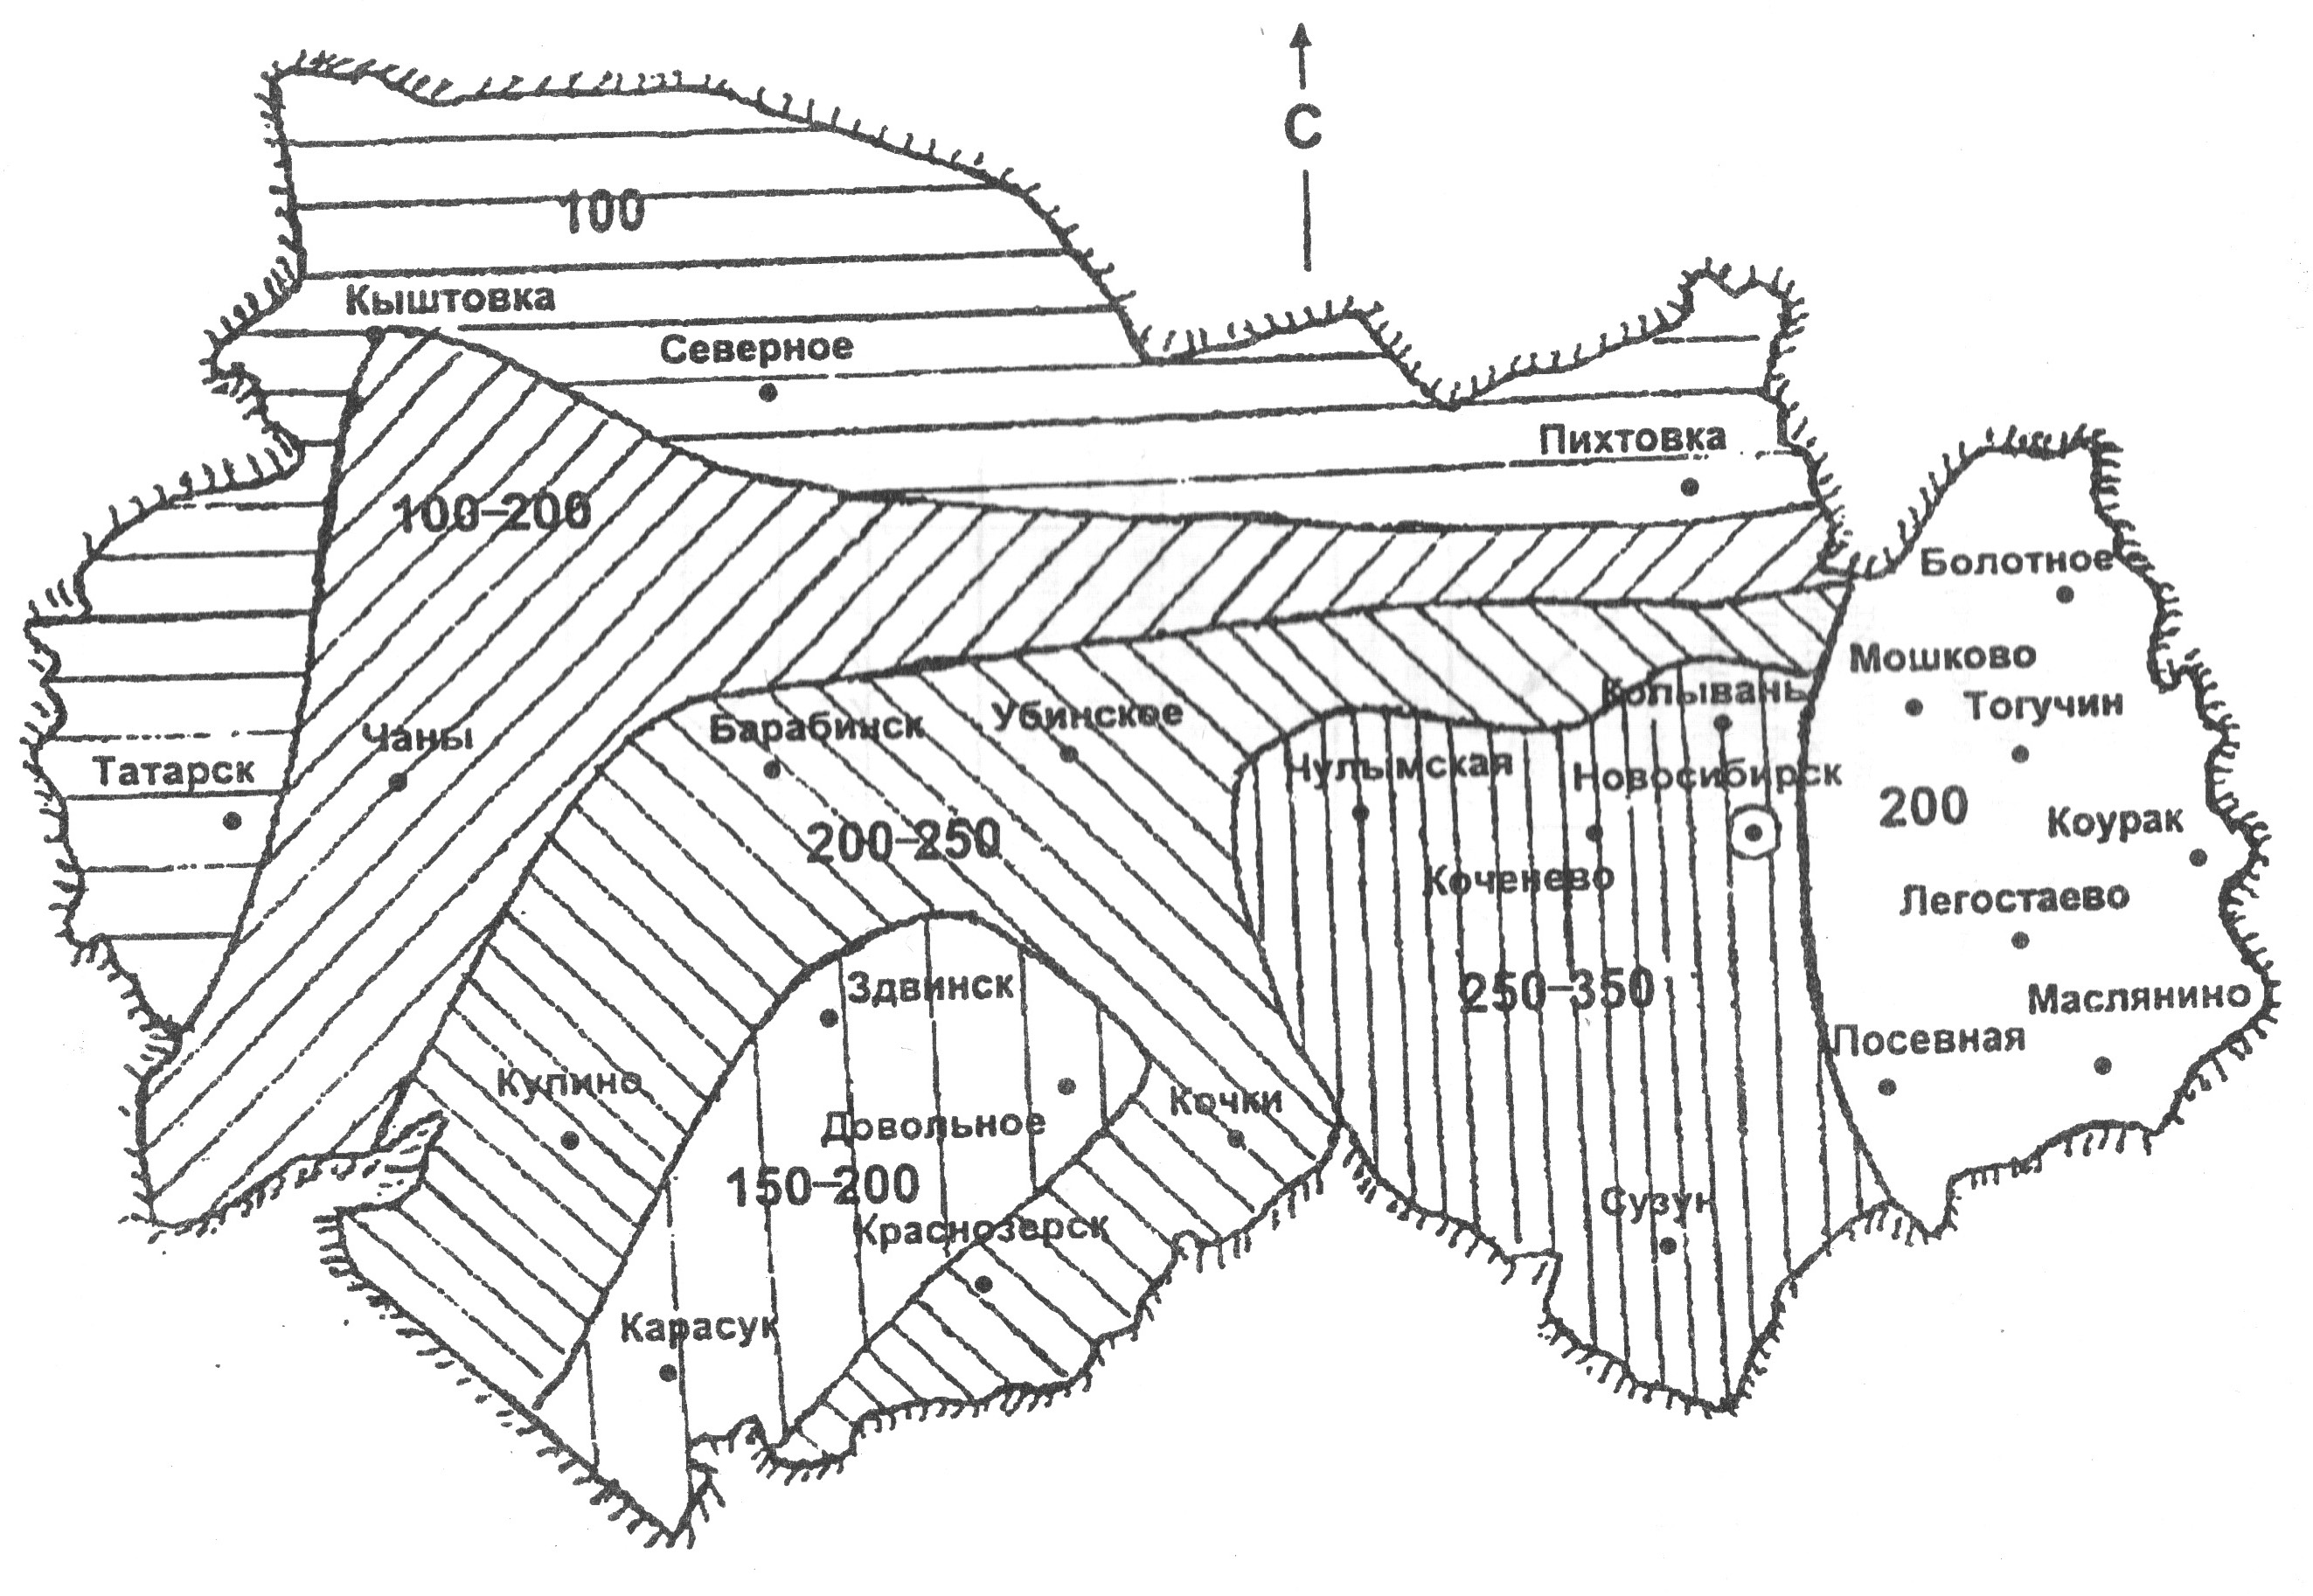 С
100
Кыштовка
Северное
Пихтовка
100–200
Болотное
Мошково
Тогучин
Колывань
Убинское
Барабинск
Чаны
Татарск
Чулымская
Новосибирск
200
Коурак
200–250
Коченево
Легостаево
Здвинск
250–350
Маслянино
Посевная
Купино
Кочки
Довольное
150–200
Сузун
Краснозерск
Карасук